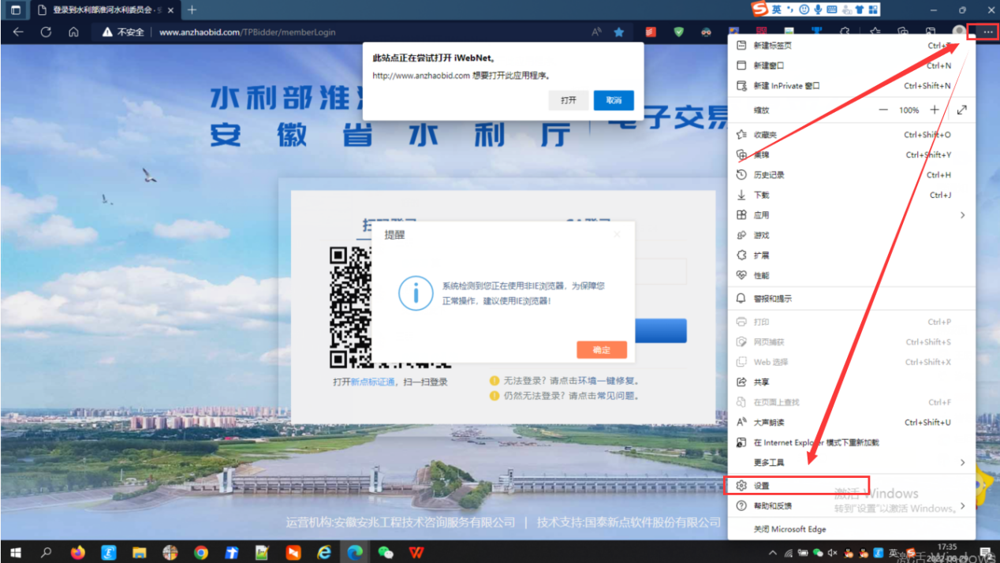 登录到水利部淮河水利委员会·安
英
不安全
www.anzhaobid.com/TPBidder/memberLogin
此站点正在尝试打开 iWebNet。
http://www.anzhaobid.com 想要打开此应用程序。
打开
取消
水利部淮
电子交易
安徽省水利厅
提醒
系统检测到您正在使用非IE浏览器，为保障您
正常操作，建议使用IE浏览器!
确定
打开新点标证通，扫一扫登录
无法登录？请点击环境一键修复。
仍然无法登录？请点击常见问题。
运营机构:安徽安兆工程技术咨询服务有限公司 | 技术支持:国泰新点软件股份有限公司
新建标签页
新建窗口 Ctrl+N
新建 InPrivate 窗口 Ctrl+Shift+N
缩放 — 100% +
收藏夹 Ctrl+Shift+O
集锦 Ctrl+Shift+Y
历史记录 Ctrl+H
下载 Ctrl+J
应用
游戏
扩展
性能
警报和提示
打印 Ctrl+P
网页捕获 Ctrl+Shift+S
Web 选择 Ctrl+Shift+X
共享
在页面上查找 Ctrl+F
大声朗读 Ctrl+Shift+U
在 Internet Explorer 模式下重新加载
更多工具
设置
激活 Windows
帮助和反馈
转到"设置"以激活 Windows。
关闭 Microsoft Edge
英
17:35
激活 Windows